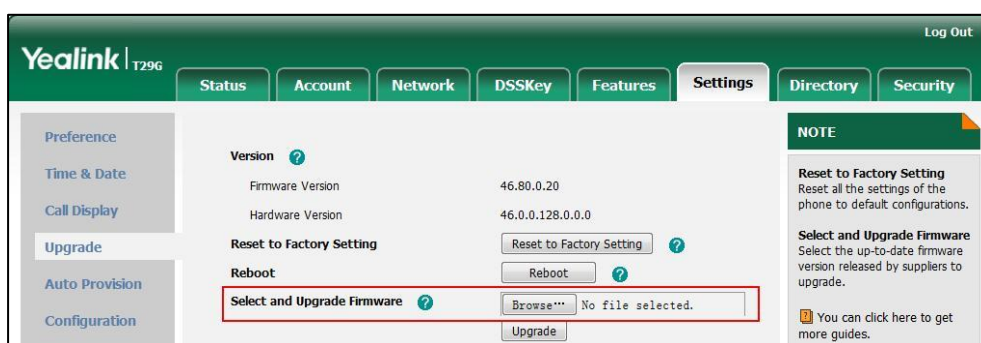 Log Out
Yealink | T29G
Status Account Network DSSKey Features Settings Directory Security
Preference
Time & Date
Call Display
Upgrade
Auto Provision
Configuration
Version ?
Firmware Version 46.80.0.20
Hardware Version 46.0.0.128.0.0.0
Reset to Factory Setting Reset to Factory Setting ?
Reboot Reboot ?
Select and Upgrade Firmware ? Browse... No file selected.
Upgrade
NOTE
Reset to Factory Setting
Reset all the settings of the
phone to default configurations.
Select and Upgrade Firmware
Select the up-to-date firmware
version released by suppliers to
upgrade.
? You can click here to get
more guides.